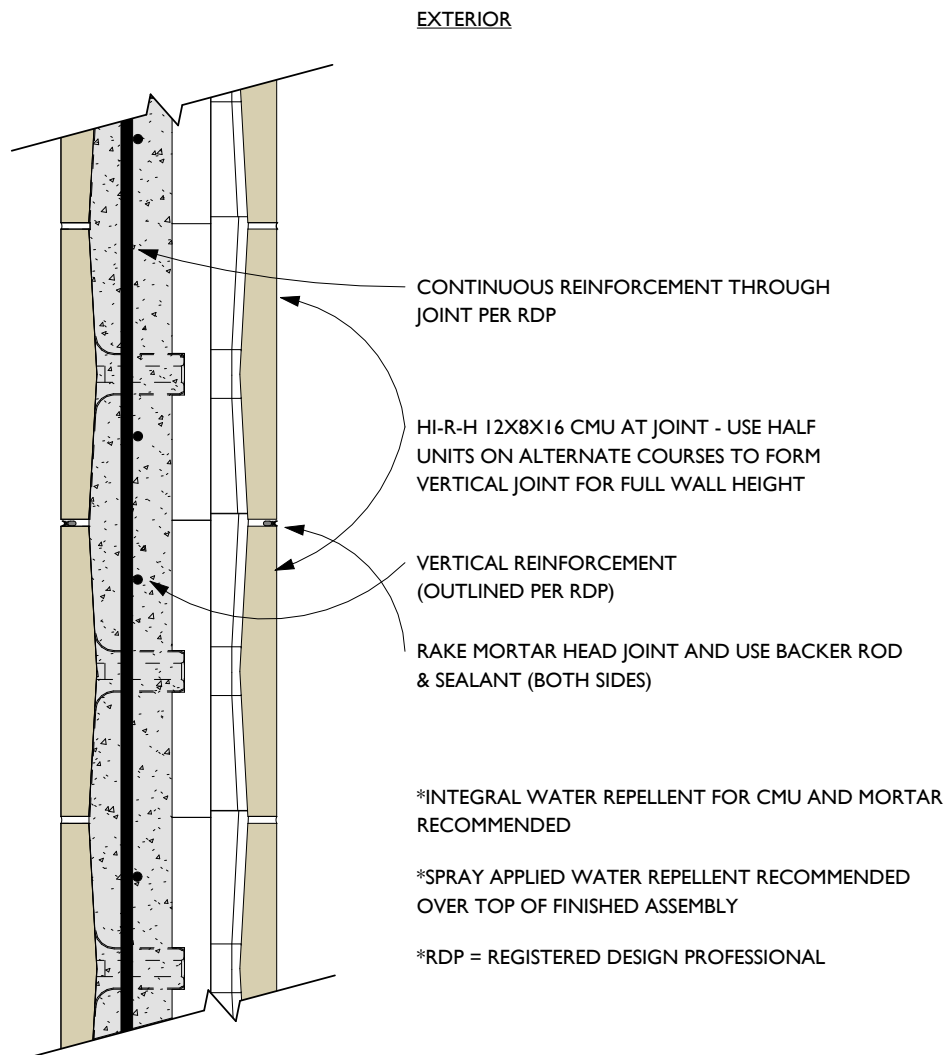 EXTERIOR
CONTINUOUS REINFORCEMENT THROUGH
JOINT PER RDP
HI-R-H 12X8X16 CMU AT JOINT - USE HALF
UNITS ON ALTERNATE COURSES TO FORM
VERTICAL JOINT FOR FULL WALL HEIGHT
VERTICAL REINFORCEMENT
(OUTLINED PER RDP)
RAKE MORTAR HEAD JOINT AND USE BACKER ROD
& SEALANT (BOTH SIDES)
*INTEGRAL WATER REPELLENT FOR CMU AND MORTAR
RECOMMENDED
*SPRAY APPLIED WATER REPELLENT RECOMMENDED
OVER TOP OF FINISHED ASSEMBLY
*RDP = REGISTERED DESIGN PROFESSIONAL